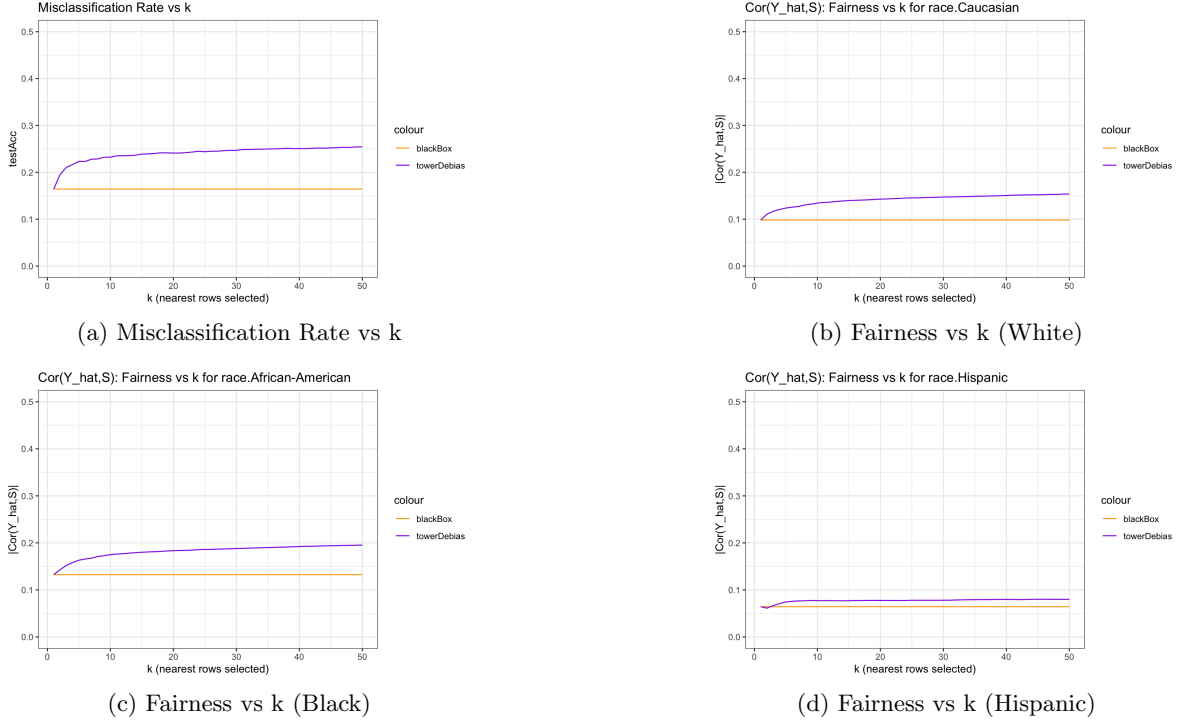 Misclassification Rate vs k
testAcc
0.5
0.4
0.3
0.2
0.1
0.0
0
10
20
30
40
50
k (nearest rows selected)
colour
blackBox
towerDebias
(a) Misclassification Rate vs k
Cor(Y_hat,S): Fairness vs k for race.Caucasian
|Cor(Y_hat,S)|
0.5
0.4
0.3
0.2
0.1
0.0
0
10
20
30
40
50
k (nearest rows selected)
colour
blackBox
towerDebias
(b) Fairness vs k (White)
Cor(Y_hat,S): Fairness vs k for race.African-American
|Cor(Y_hat,S)|
0.5
0.4
0.3
0.2
0.1
0.0
0
10
20
30
40
50
k (nearest rows selected)
colour
blackBox
towerDebias
(c) Fairness vs k (Black)
Cor(Y_hat,S): Fairness vs k for race.Hispanic
|Cor(Y_hat,S)|
0.5
0.4
0.3
0.2
0.1
0.0
0
10
20
30
40
50
k (nearest rows selected)
colour
blackBox
towerDebias
(d) Fairness vs k (Hispanic)